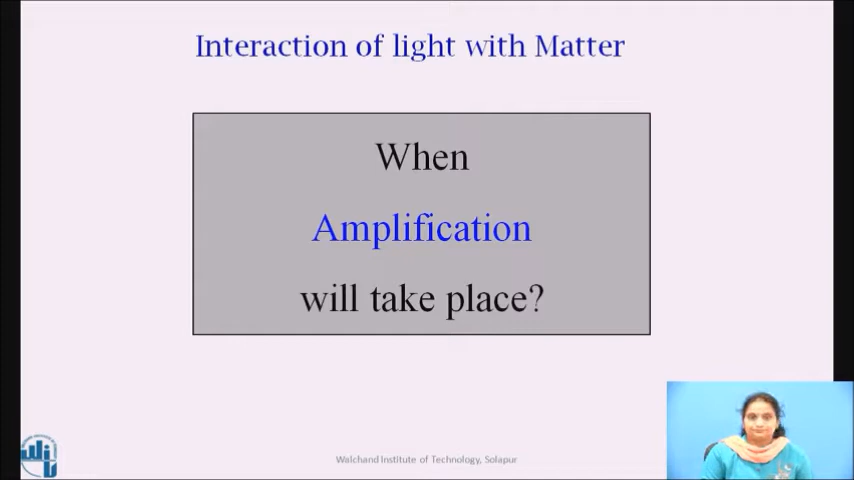 Interaction of light with Matter
When
Amplification
will take place?
Walchand Institute of Technology, Solapur